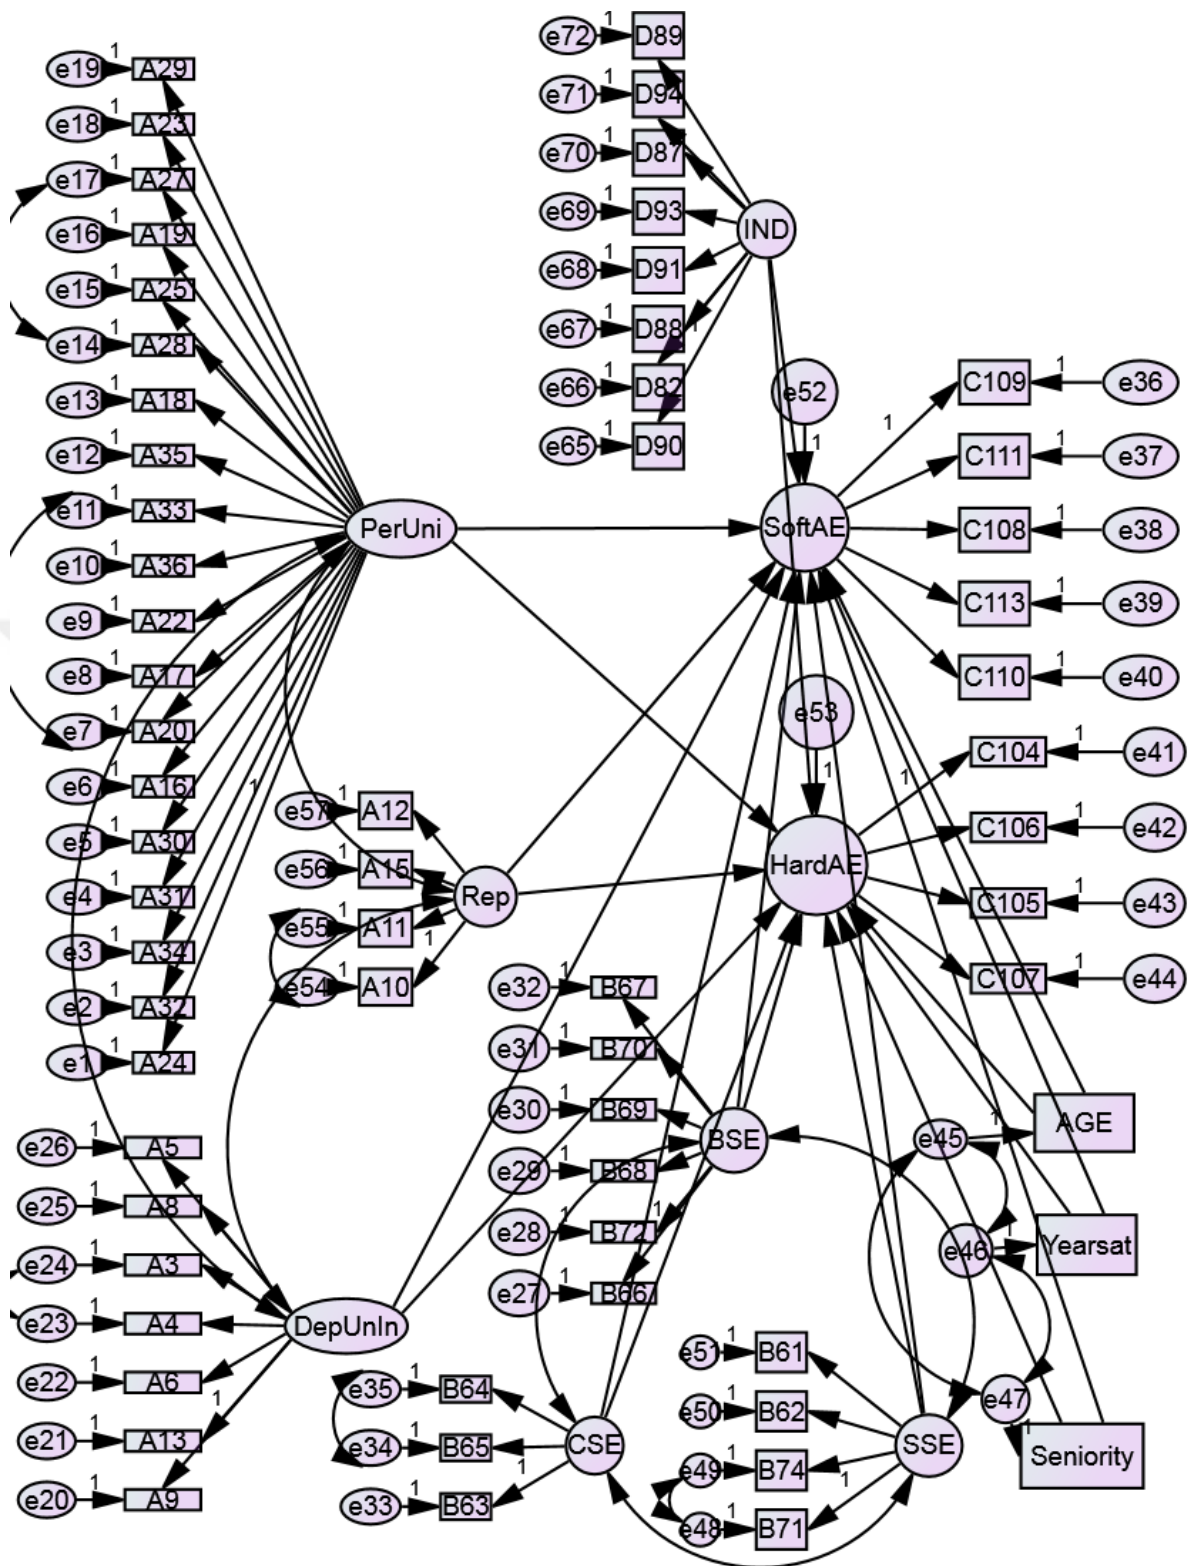 e19 1 A29
e18 1 A23
e17 1 A27
e16 1 A19
e15 1 A25
e14 1 A28
e13 1 A18
e12 1 A35
e11 1 A33
e10 1 A36
e9 1 A22
e8 1 A17
e7 1 A20
e6 1 A16
e5 1 A30
e4 1 A31
e3 1 A34
e2 1 A32
e1 1 A24
1
PerUni
e72 1 D89
e71 1 D94
e70 1 D87
e69 1 D93
e68 1 D91
e67 1 D88
e66 1 D82
e65 1 D90
1
IND
e52
1
SoftAE
1
C109 1 e36
C111 1 e37
C108 1 e38
C113 1 e39
C110 1 e40
e53
1
HardAE
1
C104 1 e41
C106 1 e42
C105 1 e43
C107 1 e44
e57 1 A12
e56 1 A15
e55 1 A11
e54 1 A10
1
Rep
e32 1 B67
e31 1 B70
e30 1 B69
e29 1 B68
e28 1 B72
e27 1 B66
1
BSE
e26 1 A5
e25 1 A8
e24 1 A3
e23 1 A4
e22 1 A6
e21 1 A13
e20 1 A9
1
DepUnIn
e35 1 B64
e34 1 B65
e33 1 B63
1
CSE
e51 1 B61
e50 1 B62
e49 1 B74
e48 1 B71
1
SSE
e45 1 AGE
e46 1 Yearsat
e47 1 Seniority